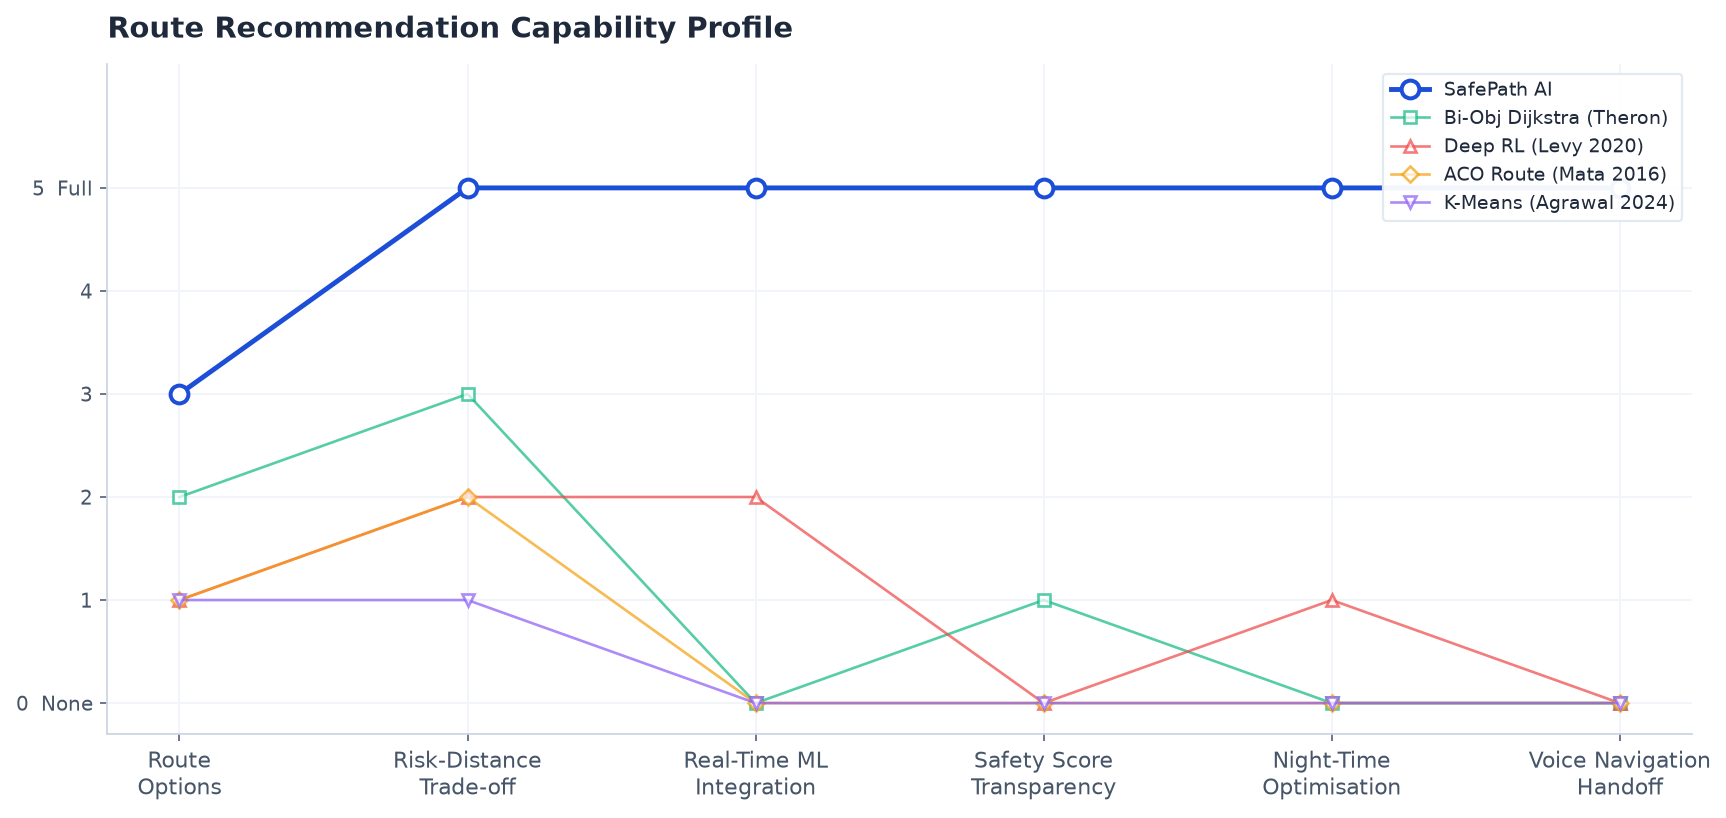 Route Recommendation Capability Profile
SafePath AI
Bi-Obj Dijkstra (Theron)
Deep RL (Levy 2020)
ACO Route (Mata 2016)
K-Means (Agrawal 2024)
5 Full
4
3
2
1
0 None
Route
Options
Risk-Distance
Trade-off
Real-Time ML
Integration
Safety Score
Transparency
Night-Time
Optimisation
Voice Navigation
Handoff